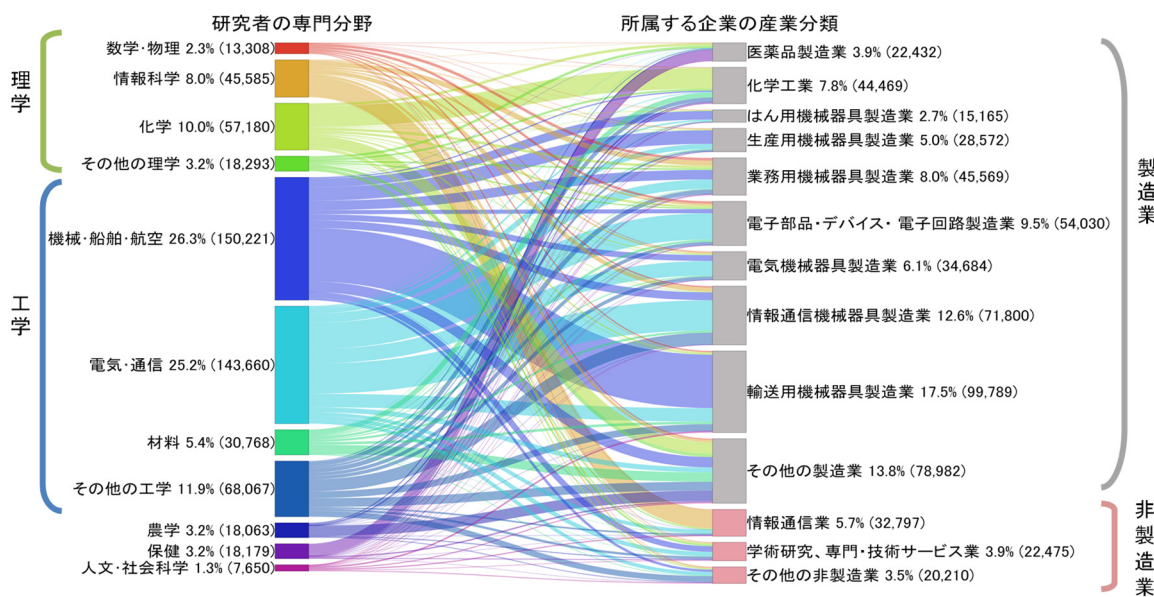 研究者の専門分野
所属する企業の産業分類
理学
数学・物理 2.3% (13,308)
情報科学 8.0% (45,585)
化学 10.0% (57,180)
その他の理学 3.2% (18,293)
工学
機械・船舶・航空 26.3% (150,221)
電気・通信 25.2% (143,660)
材料 5.4% (30,768)
その他の工学 11.9% (68,067)
農学 3.2% (18,063)
保健 3.2% (18,179)
人文・社会科学 1.3% (7,650)
医薬品製造業 3.9% (22,432)
化学工業 7.8% (44,469)
はん用機械器具製造業 2.7% (15,165)
生産用機械器具製造業 5.0% (28,572)
業務用機械器具製造業 8.0% (45,569)
電子部品・デバイス・ 電子回路製造業 9.5% (54,030)
電気機械器具製造業 6.1% (34,684)
情報通信機械器具製造業 12.6% (71,800)
輸送用機械器具製造業 17.5% (99,789)
その他の製造業 13.8% (78,982)
製造業
情報通信業 5.7% (32,797)
学術研究、専門・技術サービス業 3.9% (22,475)
その他の非製造業 3.5% (20,210)
非製造業